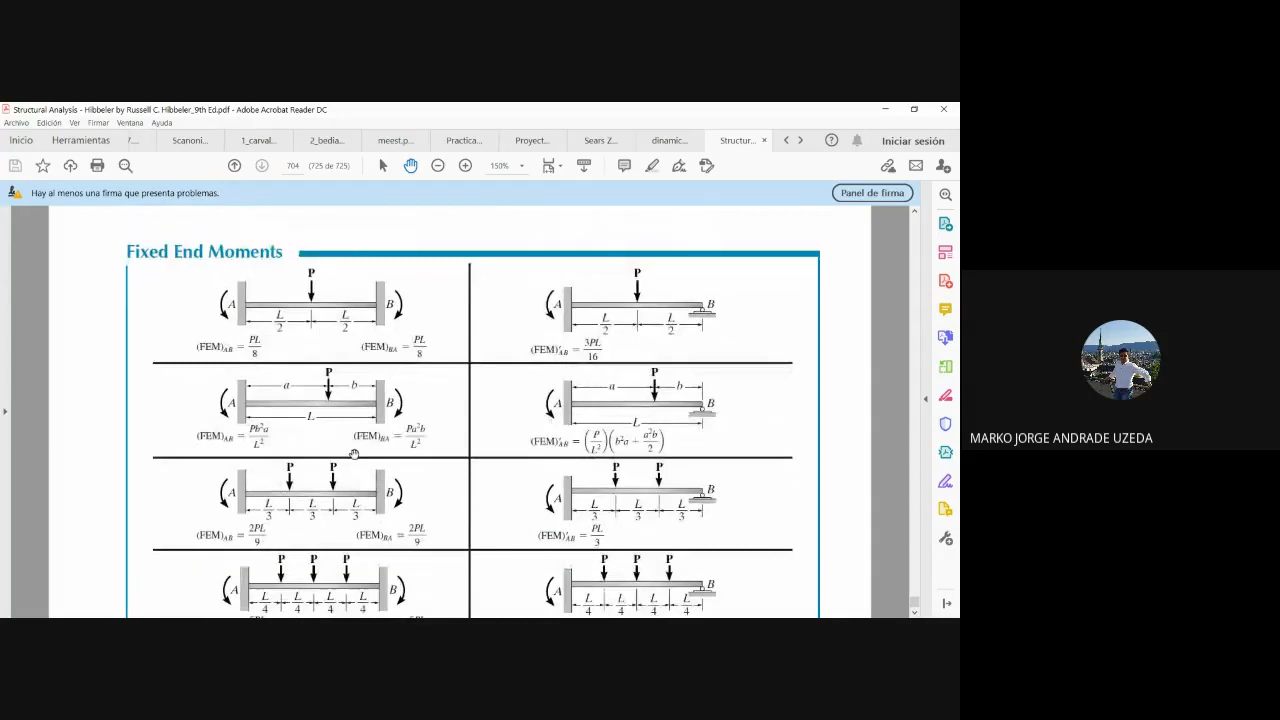 Structural Analysis - Hibbeler by Russell C. Hibbeler_9th Ed.pdf - Adobe Acrobat Reader DC
Archivo Edición Ver Firmar Ventana Ayuda
Inicio Herramientas Scanoni... 1_carval... 2_bedia... meest.p... Practica... Proyect... Sears Z... dinamic... Structur... × Iniciar sesión
704 (725 de 725) 150%
Hay al menos una firma que presenta problemas. Panel de firma
Fixed End Moments
P P
A B A B
L/2 L/2 L/2 L/2
(FEM)AB = PL/8 (FEM)BA = PL/8 (FEM)'AB = 3PL/16
P P
a b a b
A B A B
L L
(FEM)AB = Pb²a/L² (FEM)BA = Pa²b/L² (FEM)'AB = (P/L²)(b²a + a²b/2)
P P P P
A B A B
L/3 L/3 L/3 L/3 L/3 L/3
(FEM)AB = 2PL/9 (FEM)BA = 2PL/9 (FEM)'AB = PL/3
P P P P P P
A B A B
L/4 L/4 L/4 L/4 L/4 L/4 L/4 L/4
MARKO JORGE ANDRADE UZEDA